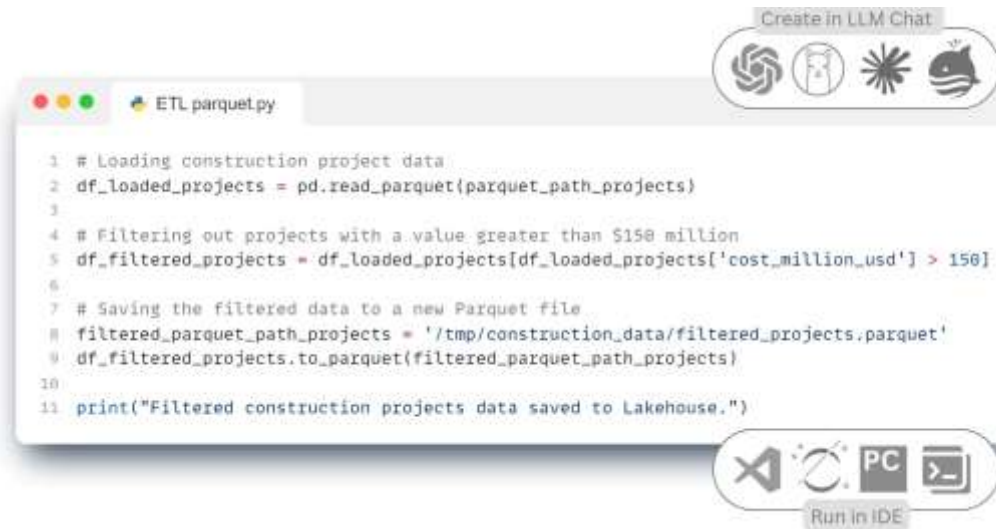 Create in LLM Chat
ETL parquet.py
1 # Loading construction project data
2 df_loaded_projects = pd.read_parquet(parquet_path_projects)
3
4 # Filtering out projects with a value greater than $150 million
5 df_filtered_projects = df_loaded_projects[df_loaded_projects['cost_million_usd'] > 150]
6
7 # Saving the filtered data to a new Parquet file
8 filtered_parquet_path_projects = '/tmp/construction_data/filtered_projects.parquet'
9 df_filtered_projects.to_parquet(filtered_parquet_path_projects)
10
11 print("Filtered construction projects data saved to Lakehouse.")
PC
Run in IDE